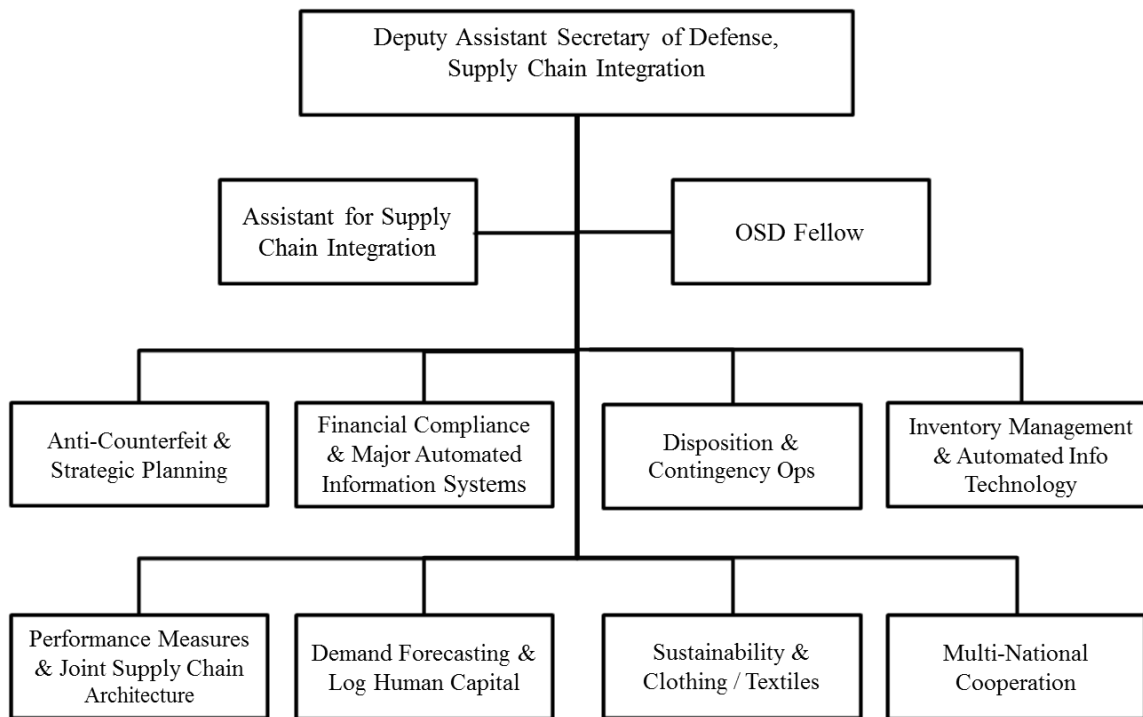 Deputy Assistant Secretary of Defense,
Supply Chain Integration
Assistant for Supply
Chain Integration
OSD Fellow
Anti-Counterfeit &
Strategic Planning
Financial Compliance
& Major Automated
Information Systems
Disposition &
Contingency Ops
Inventory Management
& Automated Info
Technology
Performance Measures
& Joint Supply Chain
Architecture
Demand Forecasting &
Log Human Capital
Sustainability &
Clothing / Textiles
Multi-National
Cooperation